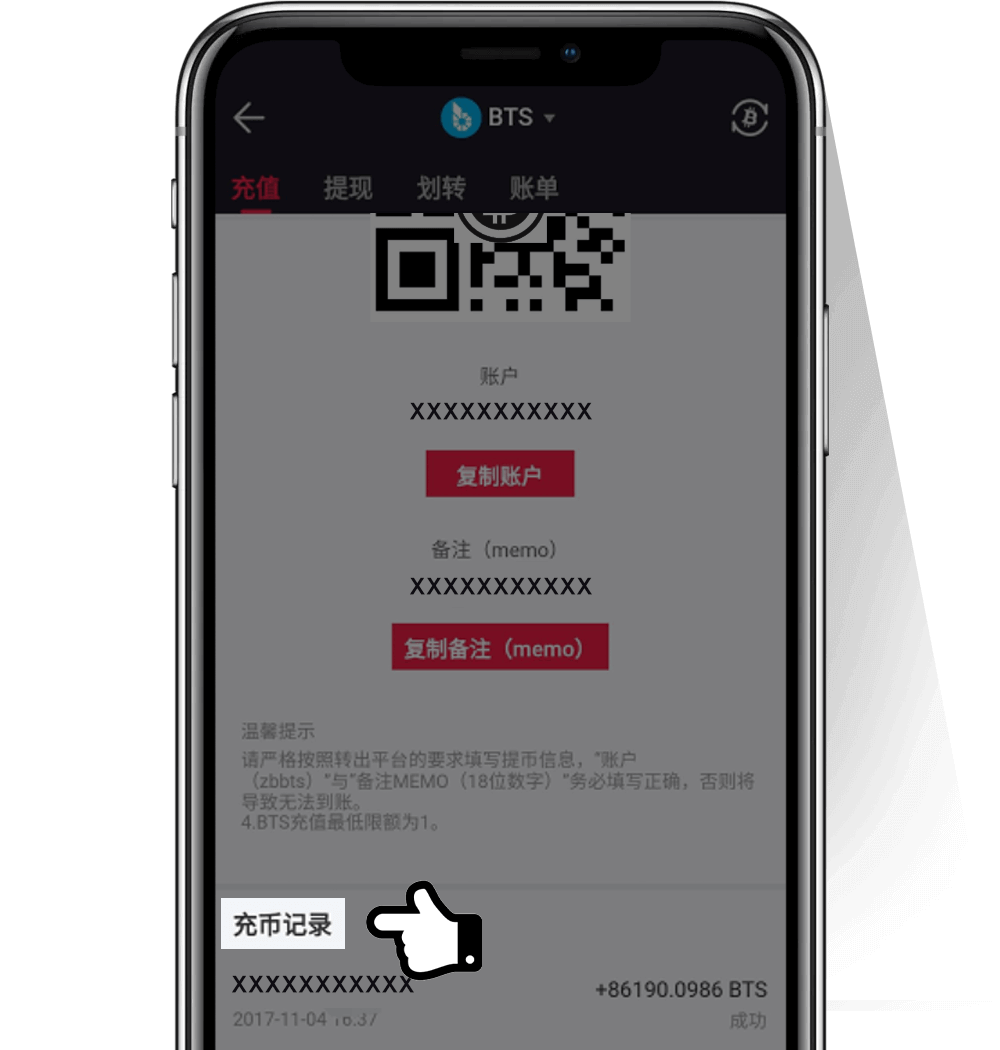 BTS
充值 提现 划转 账单
账户
XXXXXXXXXXX
复制账户
备注（memo）
XXXXXXXXXXX
复制备注（memo）
温馨提示
请严格按照转出平台的要求填写提币信息，“账户
（zbbts）”与“备注MEMO（18位数字）”务必填写正确，否则将
导致无法到账。
4.BTS充值最低限额为1。
充币记录
XXXXXXXXXXX +86190.0986 BTS
2017-11-04 成功